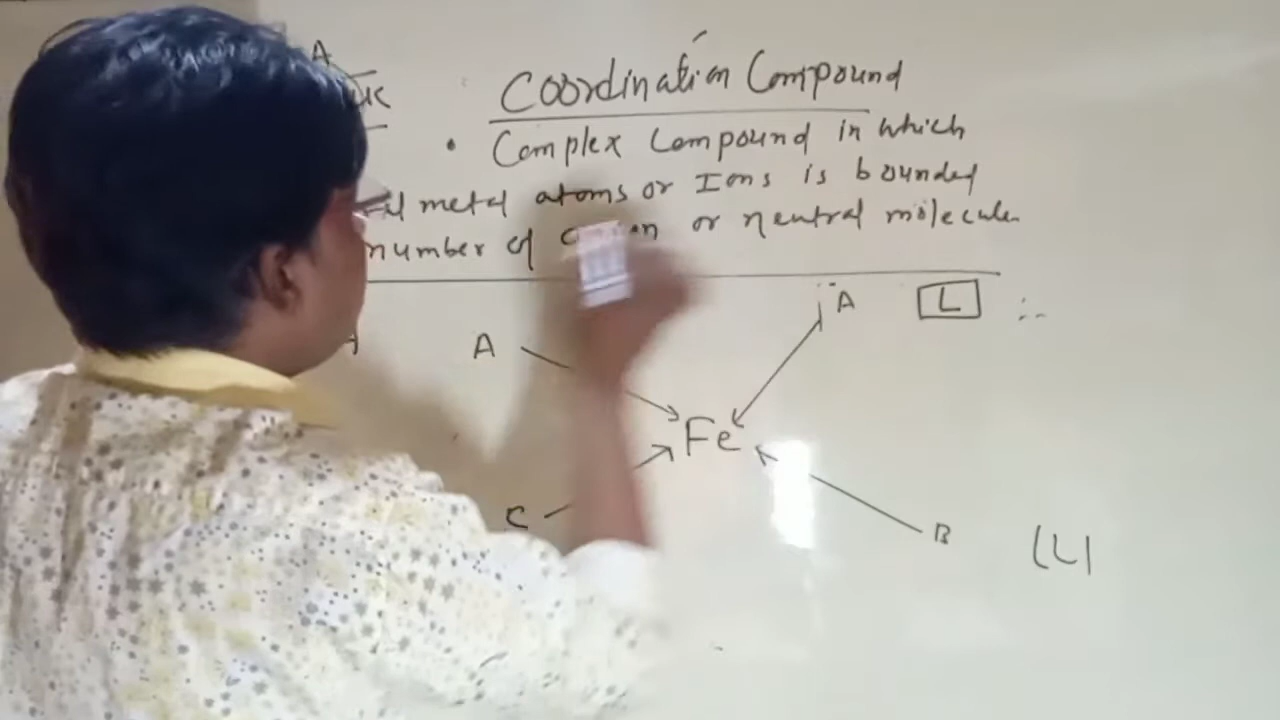 A
Coordination Compound
• Complex Compound in which
metal atoms or Ions is bounded
number of or neutral molecule
A
L
A
Fe
C
B
(L)